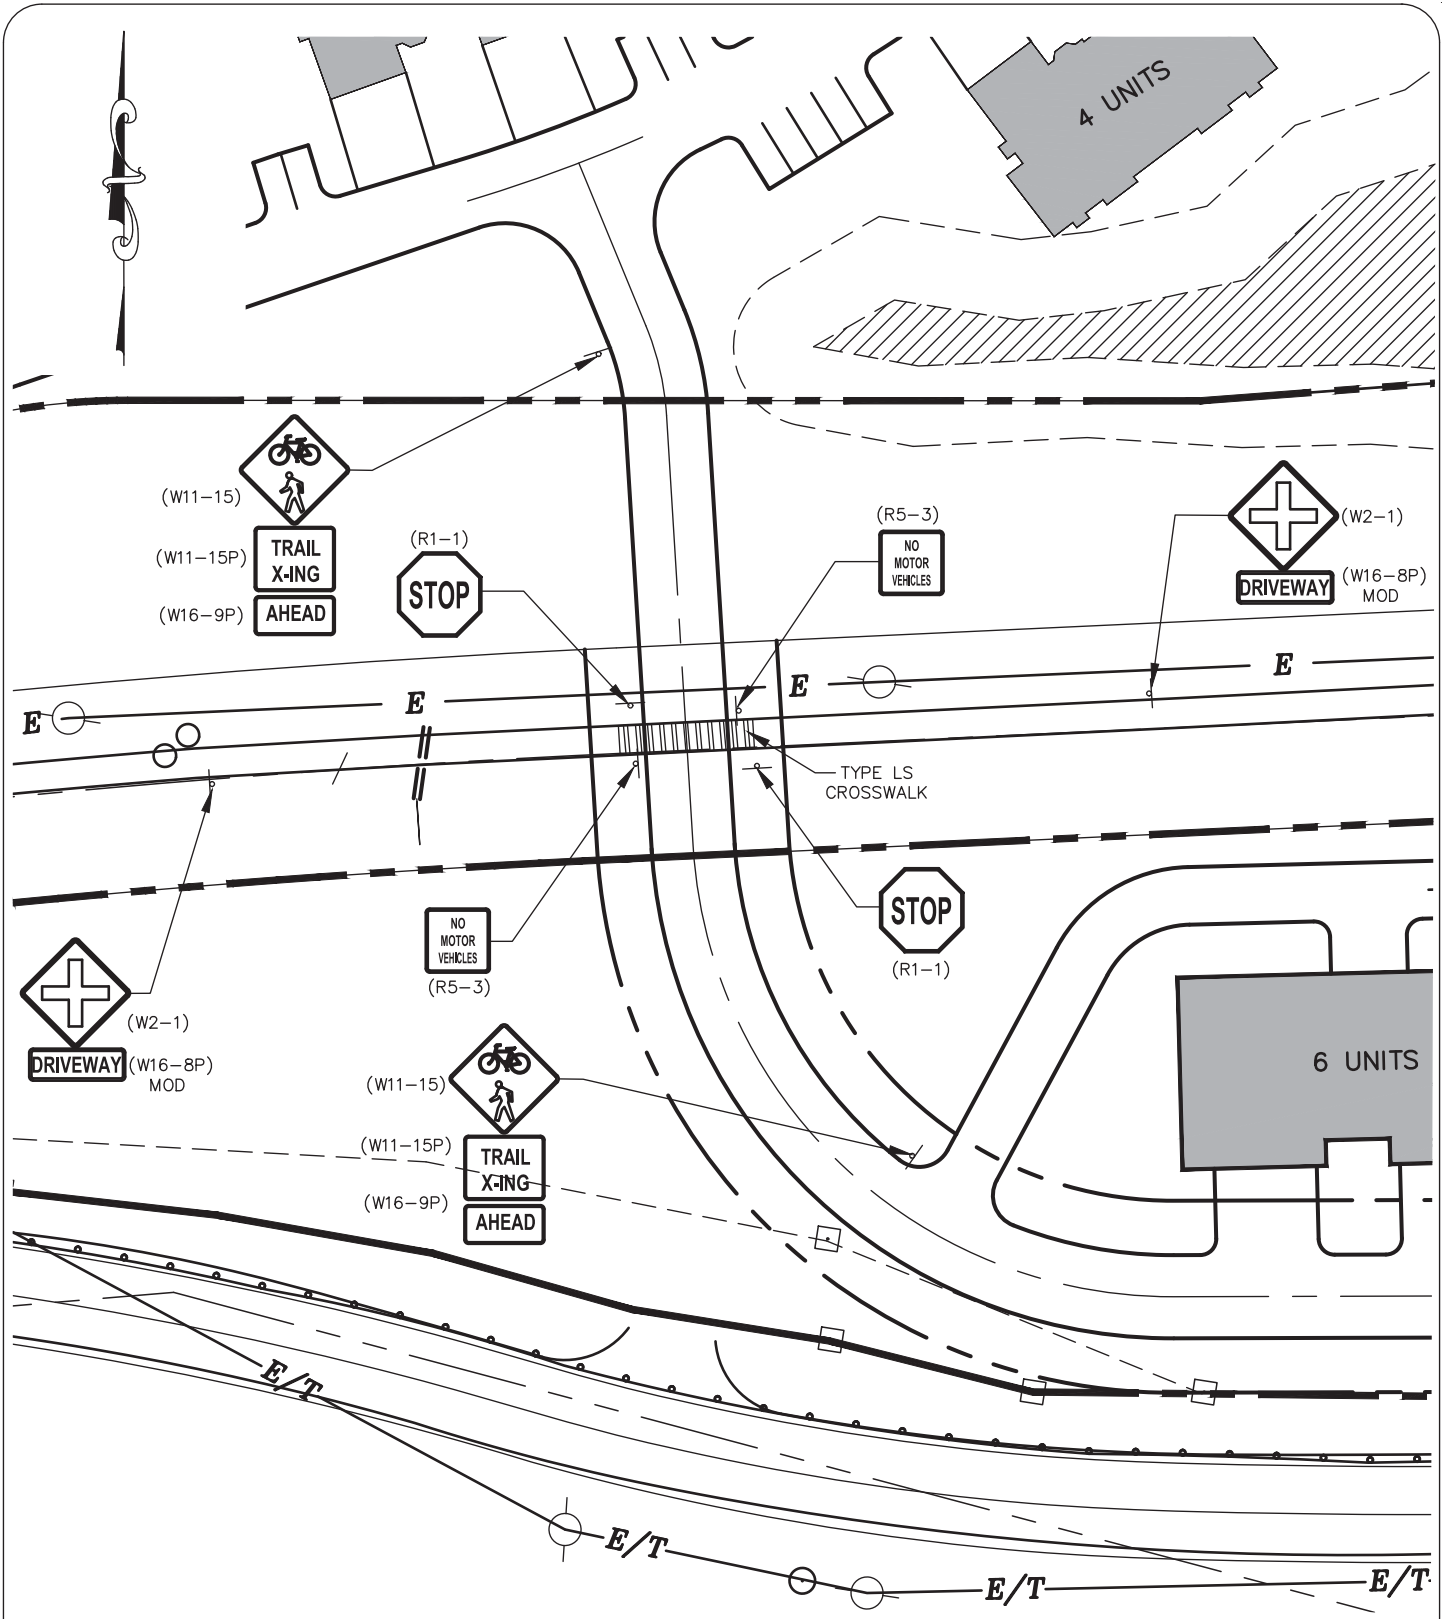 4 UNITS
(W11-15)
(W11-15P)
TRAIL
X-ING
(W16-9P)
AHEAD
(R1-1)
STOP
(R5-3)
NO
MOTOR
VEHICLES
(W2-1)
DRIVEWAY
(W16-8P)
MOD
E
E
E
E
TYPE LS
CROSSWALK
NO
MOTOR
VEHICLES
(R5-3)
STOP
(R1-1)
(W2-1)
DRIVEWAY
(W16-8P)
MOD
(W11-15)
(W11-15P)
TRAIL
X-ING
(W16-9P)
AHEAD
6 UNITS
E/T
E/T
E/T
E/T